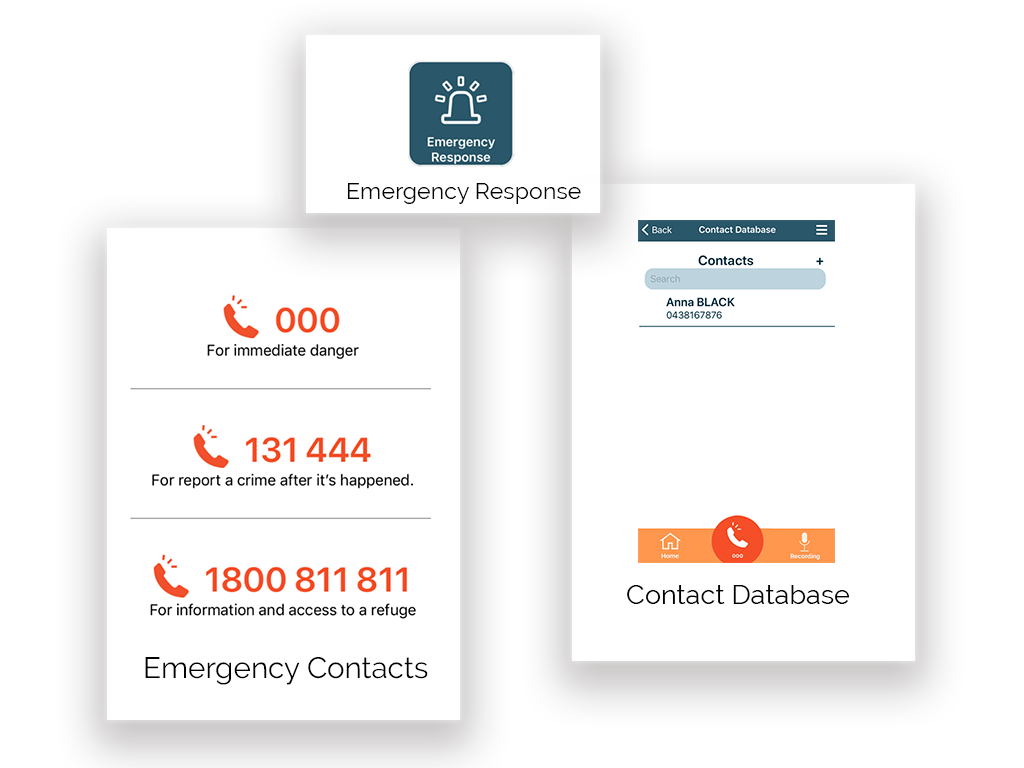 Emergency
Response
Emergency Response
000
For immediate danger
131 444
For report a crime after it's happened.
1800 811 811
For information and access to a refuge
Emergency Contacts
Back Contact Database
Contacts +
Search
Anna BLACK
0438167876
Home 000 Recording
Contact Database